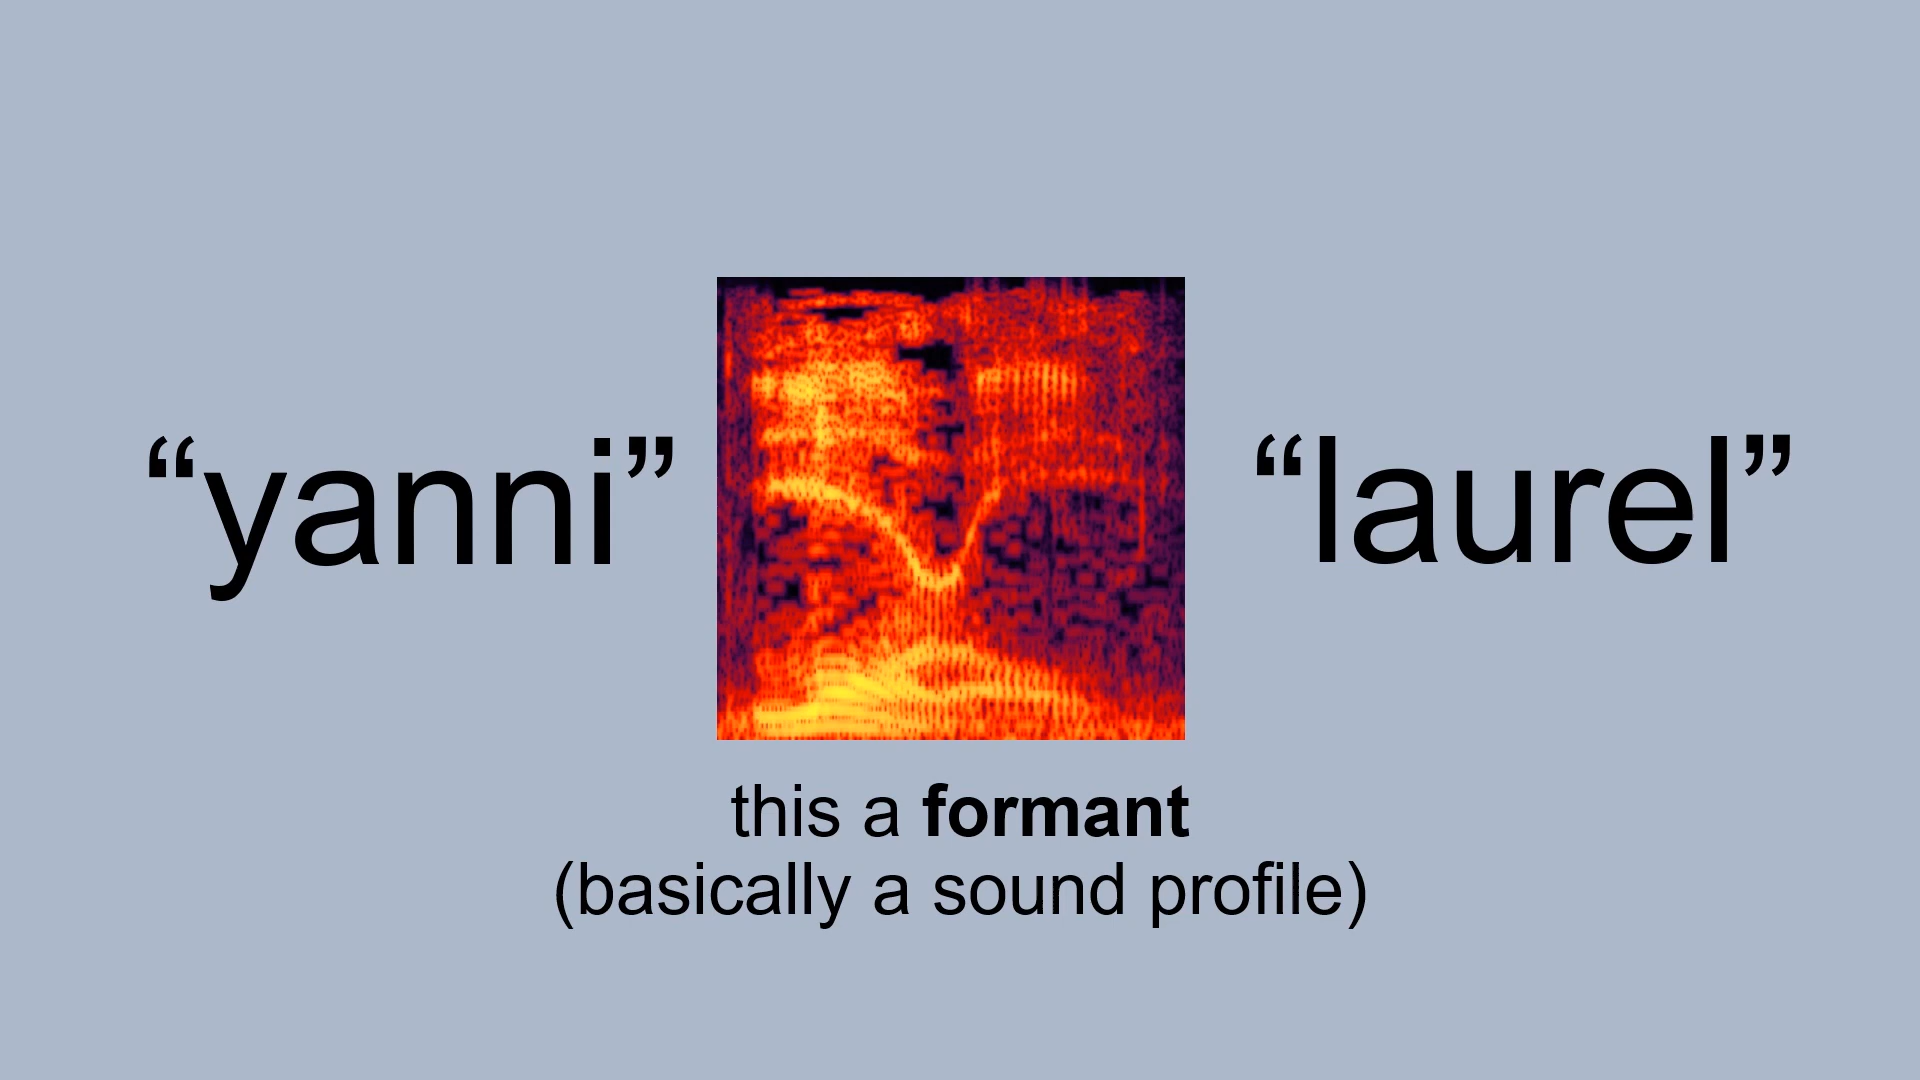 “yanni”
“laurel”
this a formant
(basically a sound profile)